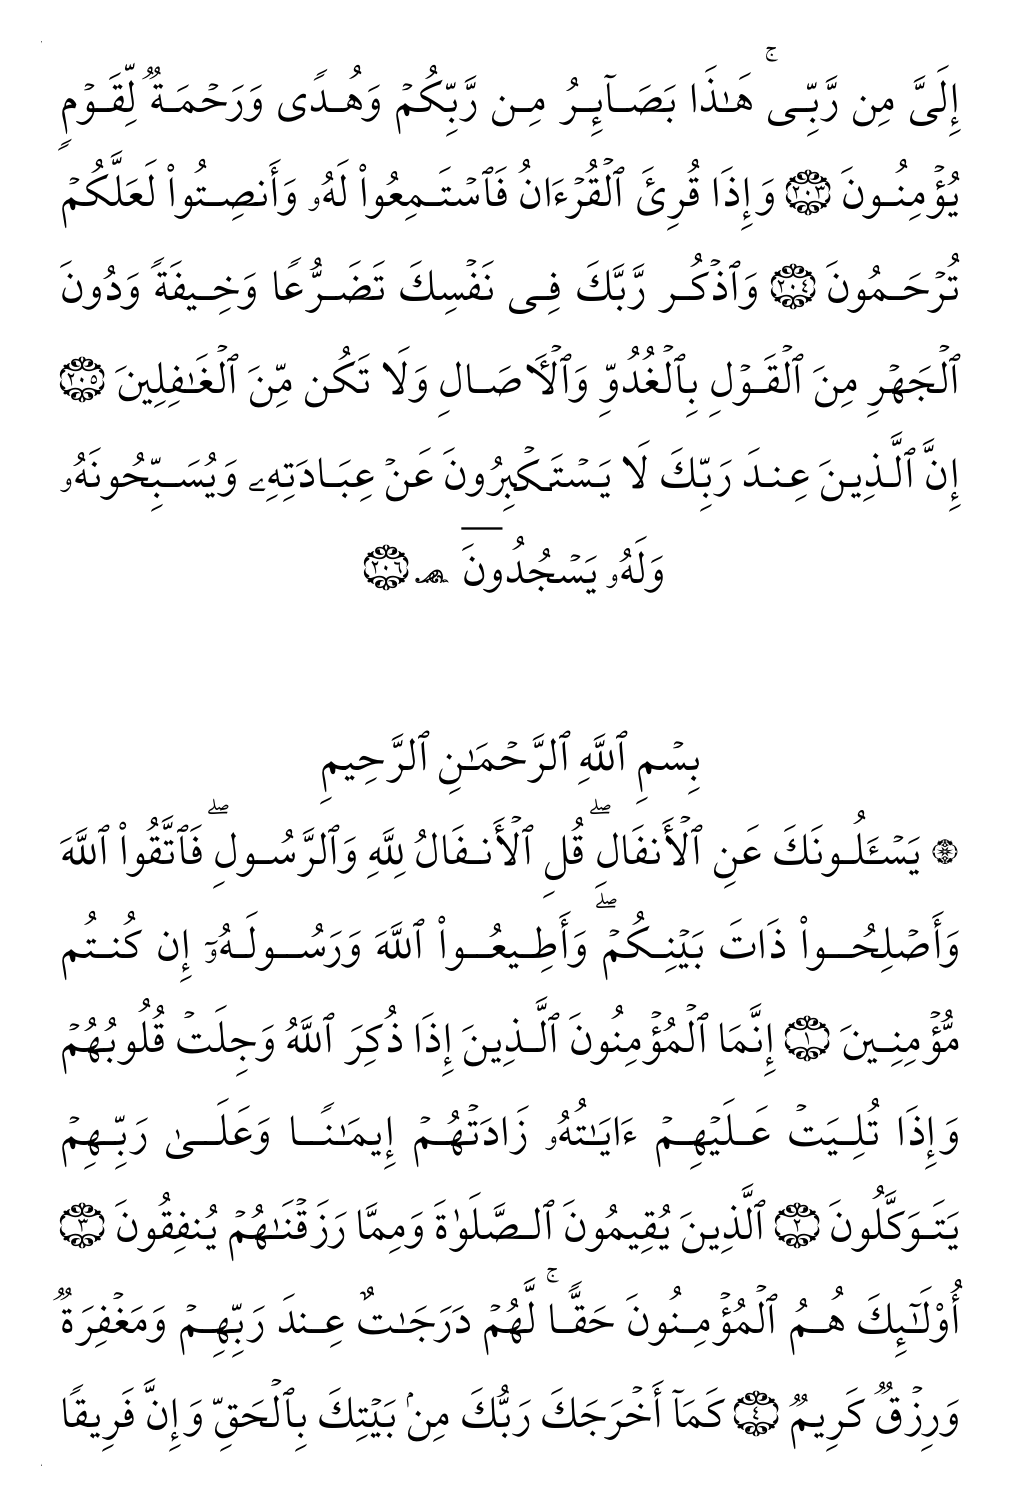 إِلَىَّ مِن رَّبِّى ۚ هَـٰذَا بَصَآئِرُ مِن رَّبِّكُمْ وَهُدًى وَرَحْمَةٌ لِّقَوْمٍ
يُؤْمِنُونَ ٢٠٣ وَإِذَا قُرِئَ ٱلْقُرْءَانُ فَٱسْتَمِعُوا۟ لَهُۥ وَأَنصِتُوا۟ لَعَلَّكُمْ
تُرْحَمُونَ ٢٠٤ وَٱذْكُر رَّبَّكَ فِى نَفْسِكَ تَضَرُّعًا وَخِيفَةً وَدُونَ
ٱلْجَهْرِ مِنَ ٱلْقَوْلِ بِٱلْغُدُوِّ وَٱلْـَٔاصَالِ وَلَا تَكُن مِّنَ ٱلْغَـٰفِلِينَ ٢٠٥
إِنَّ ٱلَّذِينَ عِندَ رَبِّكَ لَا يَسْتَكْبِرُونَ عَنْ عِبَادَتِهِۦ وَيُسَبِّحُونَهُۥ
وَلَهُۥ يَسْجُدُونَ ۩ ٢٠٦
بِسْمِ ٱللَّهِ ٱلرَّحْمَـٰنِ ٱلرَّحِيمِ
۞ يَسْـَٔلُونَكَ عَنِ ٱلْأَنفَالِ ۖ قُلِ ٱلْأَنفَالُ لِلَّهِ وَٱلرَّسُولِ ۖ فَٱتَّقُوا۟ ٱللَّهَ
وَأَصْلِحُوا۟ ذَاتَ بَيْنِكُمْ ۖ وَأَطِيعُوا۟ ٱللَّهَ وَرَسُولَهُۥٓ إِن كُنتُم
مُّؤْمِنِينَ ١ إِنَّمَا ٱلْمُؤْمِنُونَ ٱلَّذِينَ إِذَا ذُكِرَ ٱللَّهُ وَجِلَتْ قُلُوبُهُمْ
وَإِذَا تُلِيَتْ عَلَيْهِمْ ءَايَـٰتُهُۥ زَادَتْهُمْ إِيمَـٰنًا وَعَلَىٰ رَبِّهِمْ
يَتَوَكَّلُونَ ٢ ٱلَّذِينَ يُقِيمُونَ ٱلصَّلَوٰةَ وَمِمَّا رَزَقْنَـٰهُمْ يُنفِقُونَ ٣
أُو۟لَـٰٓئِكَ هُمُ ٱلْمُؤْمِنُونَ حَقًّا ۚ لَّهُمْ دَرَجَـٰتٌ عِندَ رَبِّهِمْ وَمَغْفِرَةٌ
وَرِزْقٌ كَرِيمٌ ٤ كَمَآ أَخْرَجَكَ رَبُّكَ مِنۢ بَيْتِكَ بِٱلْحَقِّ وَإِنَّ فَرِيقًا